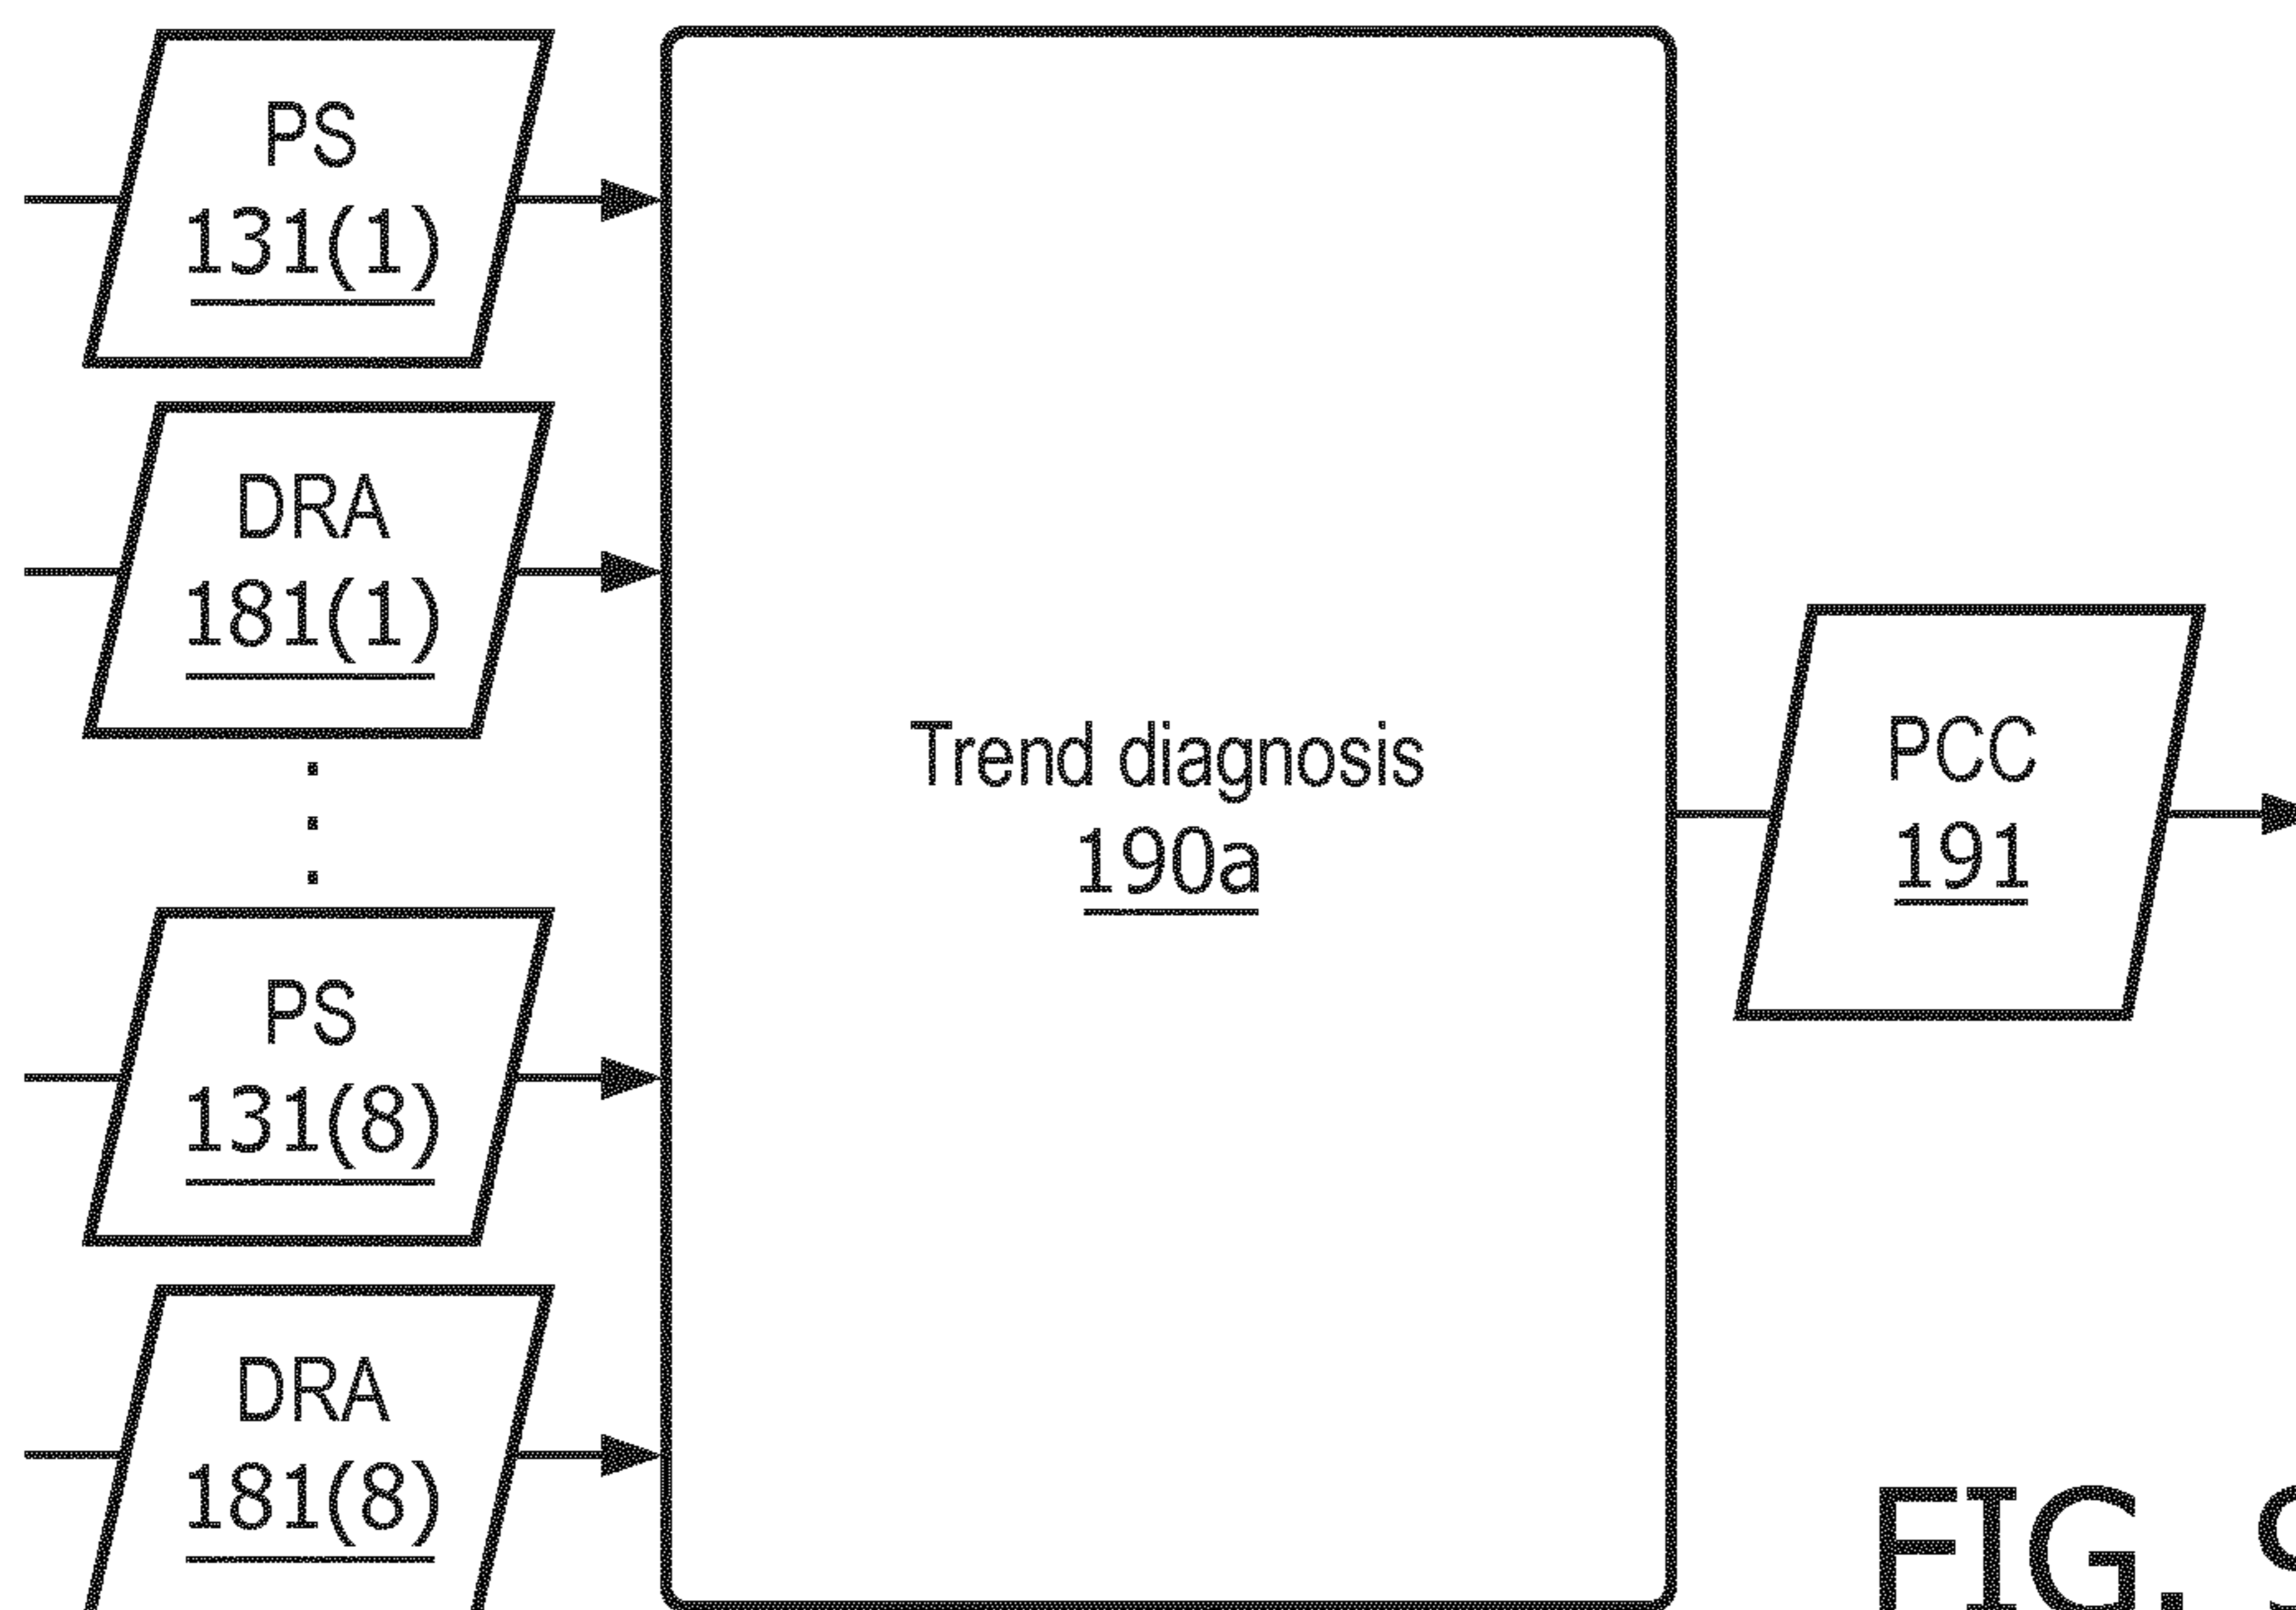 PS
131(1)
DRA
181(1)
PS
131(8)
DRA
181(8)
Trend diagnosis
190a
PCC
191
FIG.